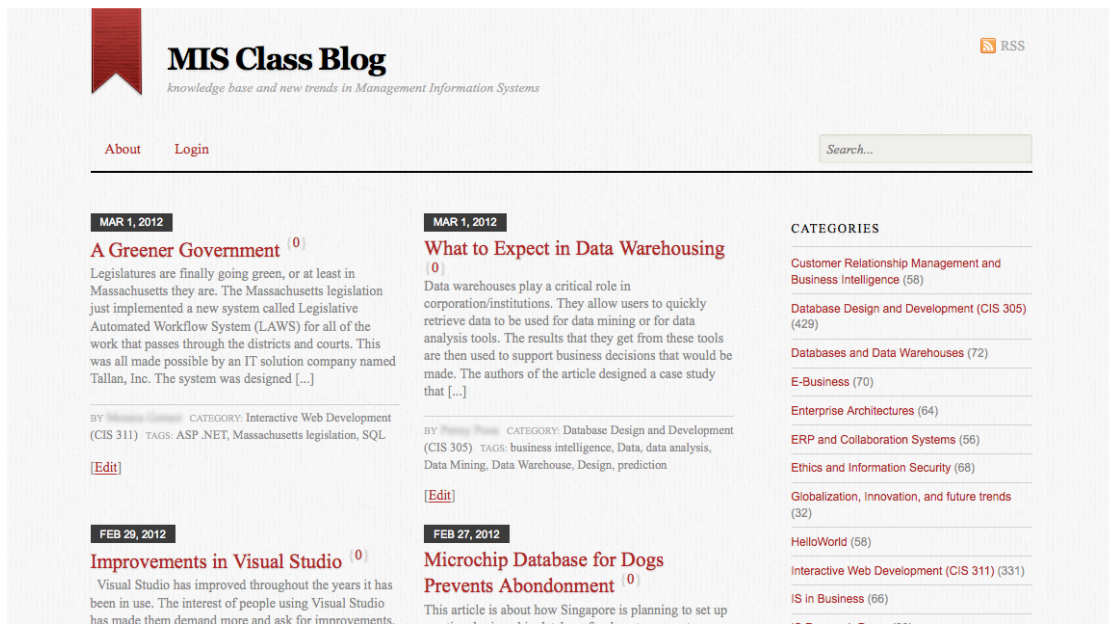 MIS Class Blog
knowledge base and new trends in Management Information Systems
RSS
About
Login
Search...
MAR 1, 2012
A Greener Government {0}
Legislatures are finally going green, or at least in
Massachusetts they are. The Massachusetts legislation
just implemented a new system called Legislative
Automated Workflow System (LAWS) for all of the
work that passes through the districts and courts. This
was all made possible by an IT solution company named
Tallan, Inc. The system was designed [...]
BY CATEGORY: Interactive Web Development
(CIS 311) TAGS: ASP .NET, Massachusetts legislation, SQL
[Edit]
MAR 1, 2012
What to Expect in Data Warehousing
{0}
Data warehouses play a critical role in
corporation/institutions. They allow users to quickly
retrieve data to be used for data mining or for data
analysis tools. The results that they get from these tools
are then used to support business decisions that would be
made. The authors of the article designed a case study
that [...]
BY CATEGORY: Database Design and Development
(CIS 305) TAGS: business intelligence, Data, data analysis,
Data Mining, Data Warehouse, Design, prediction
[Edit]
FEB 29, 2012
Improvements in Visual Studio {0}
Visual Studio has improved throughout the years it has
been in use. The interest of people using Visual Studio
has made them demand more and ask for improvements.
FEB 27, 2012
Microchip Database for Dogs
Prevents Abondonment {0}
This article is about how Singapore is planning to set up
CATEGORIES
Customer Relationship Management and
Business Intelligence (58)
Database Design and Development (CIS 305)
(429)
Databases and Data Warehouses (72)
E-Business (70)
Enterprise Architectures (64)
ERP and Collaboration Systems (56)
Ethics and Information Security (68)
Globalization, Innovation, and future trends
(32)
HelloWorld (58)
Interactive Web Development (CIS 311) (331)
IS in Business (66)